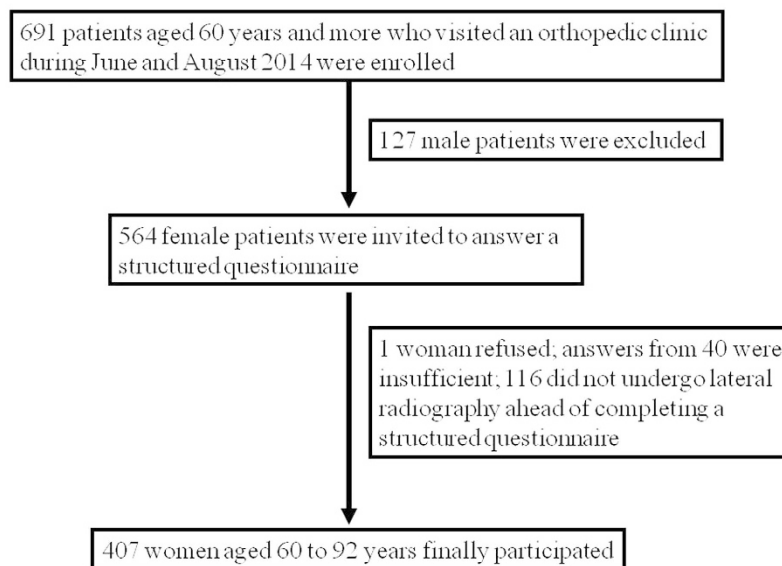 691 patients aged 60 years and more who visited an orthopedic clinic
during June and August 2014 were enrolled
127 male patients were excluded
564 female patients were invited to answer a
structured questionnaire
1 woman refused; answers from 40 were
insufficient; 116 did not undergo lateral
radiography ahead of completing a
structured questionnaire
407 women aged 60 to 92 years finally participated